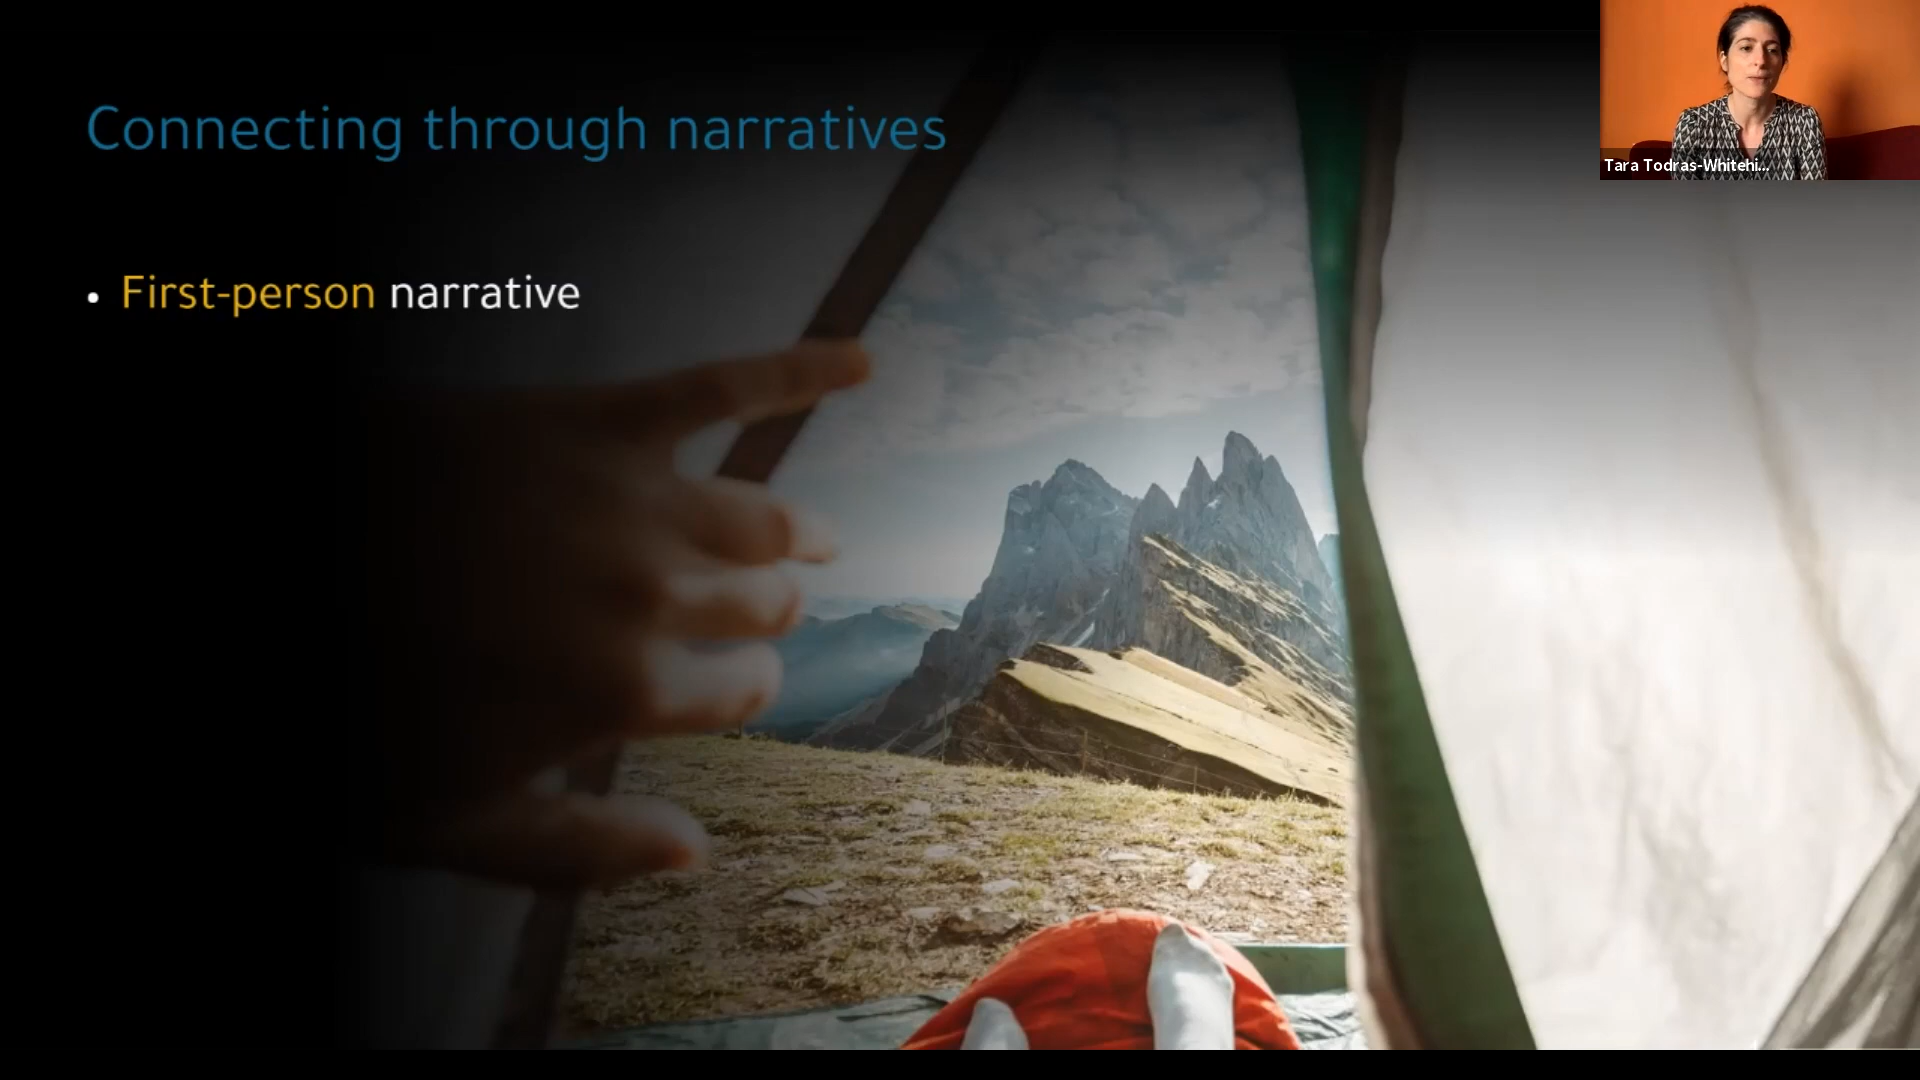 Connecting through narratives
• First-person narrative
Tara Todras-Whitehi...